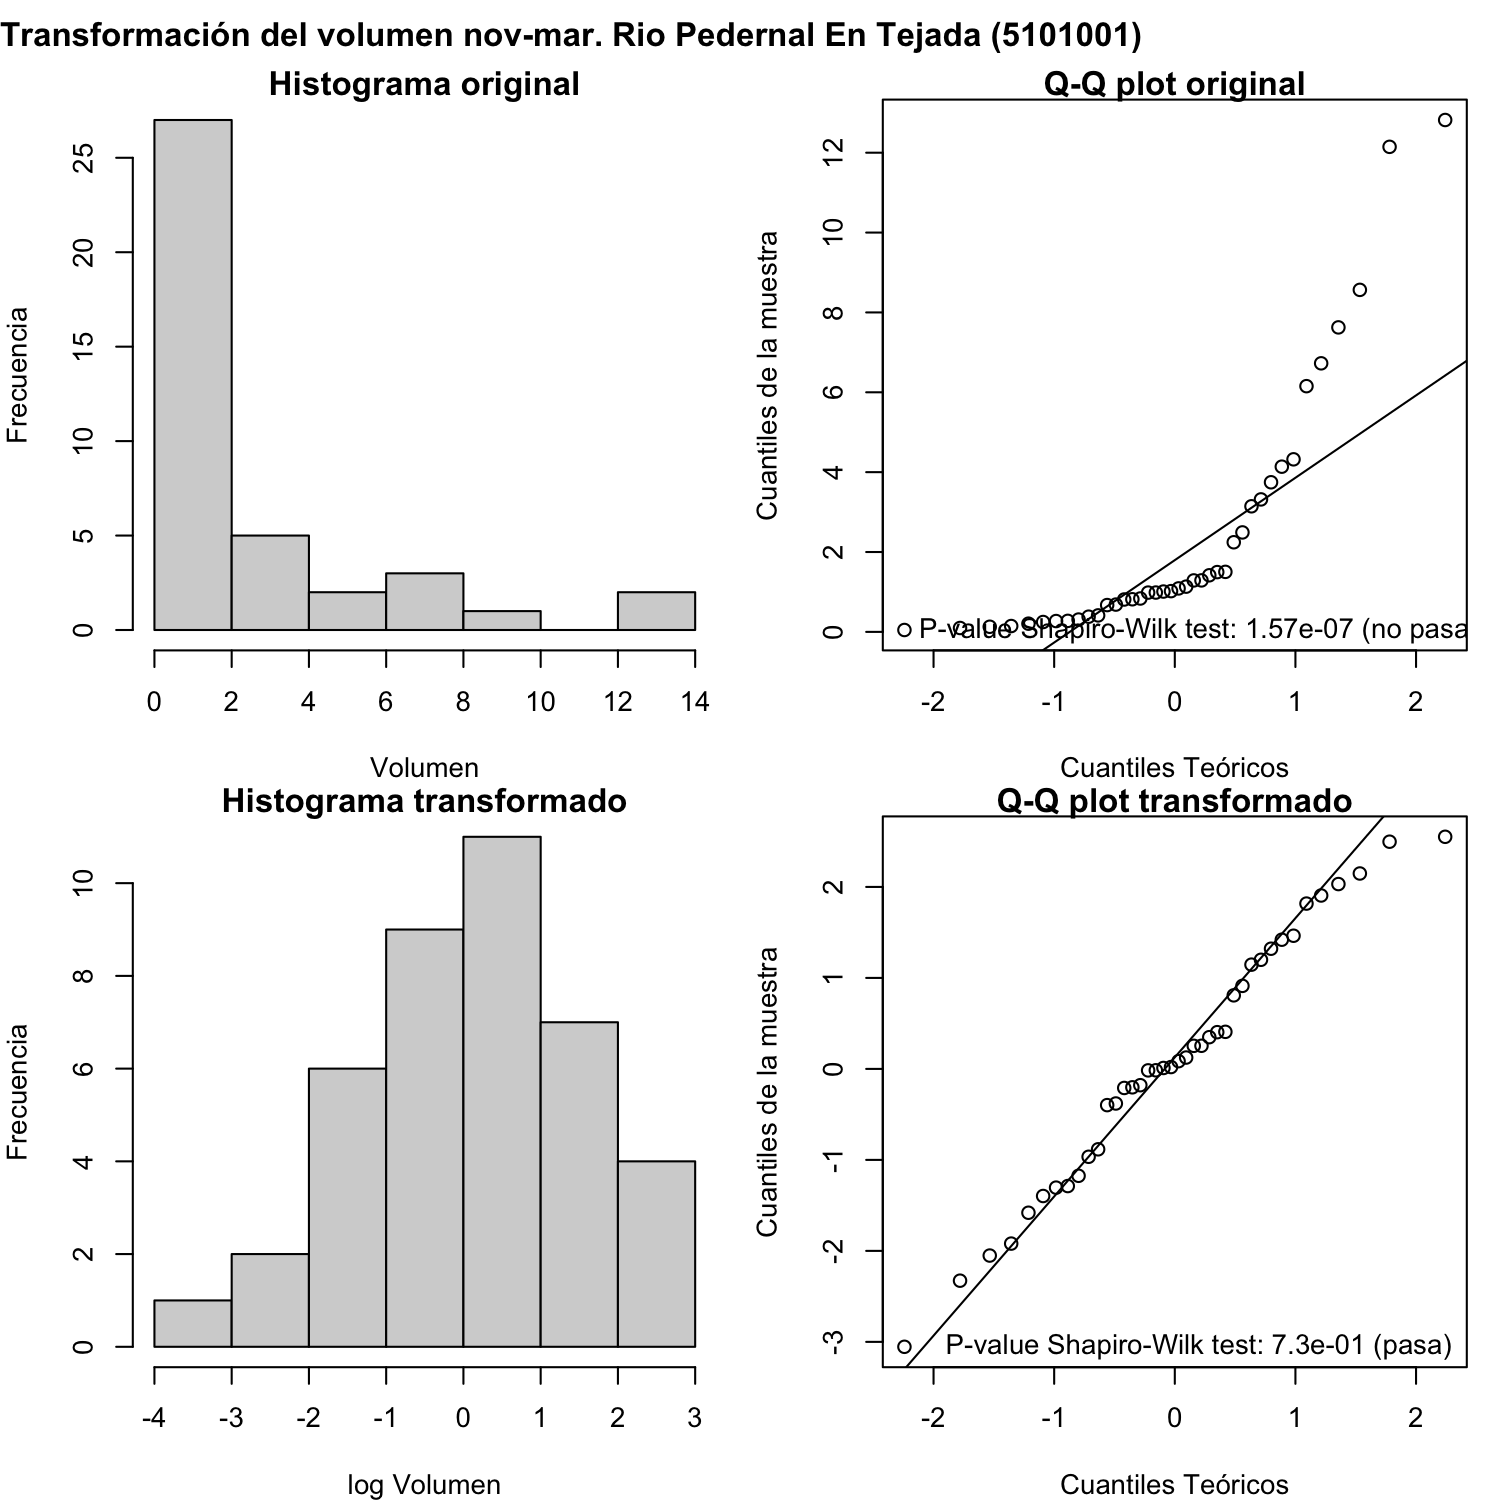 Transformación del volumen nov-mar. Rio Pedernal En Tejada (5101001)
Histograma original
Frecuencia
0 5 10 15 20 25
0 2 4 6 8 10 12 14
Volumen
Q-Q plot original
Cuantiles de la muestra
0 2 4 6 8 10 12
P-value Shapiro-Wilk test: 1.57e-07 (no pasa
-2 -1 0 1 2
Cuantiles Teóricos
Histograma transformado
Frecuencia
0 2 4 6 8 10
-4 -3 -2 -1 0 1 2 3
log Volumen
Q-Q plot transformado
Cuantiles de la muestra
-3 -2 -1 0 1 2
P-value Shapiro-Wilk test: 7.3e-01 (pasa)
-2 -1 0 1 2
Cuantiles Teóricos